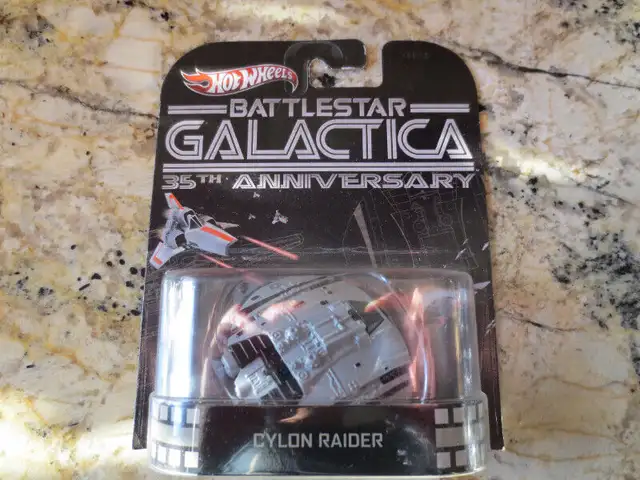 HOT WHEELS
BATTLESTAR
GALACTICA
35TH ANNIVERSARY
CYLON RAIDER